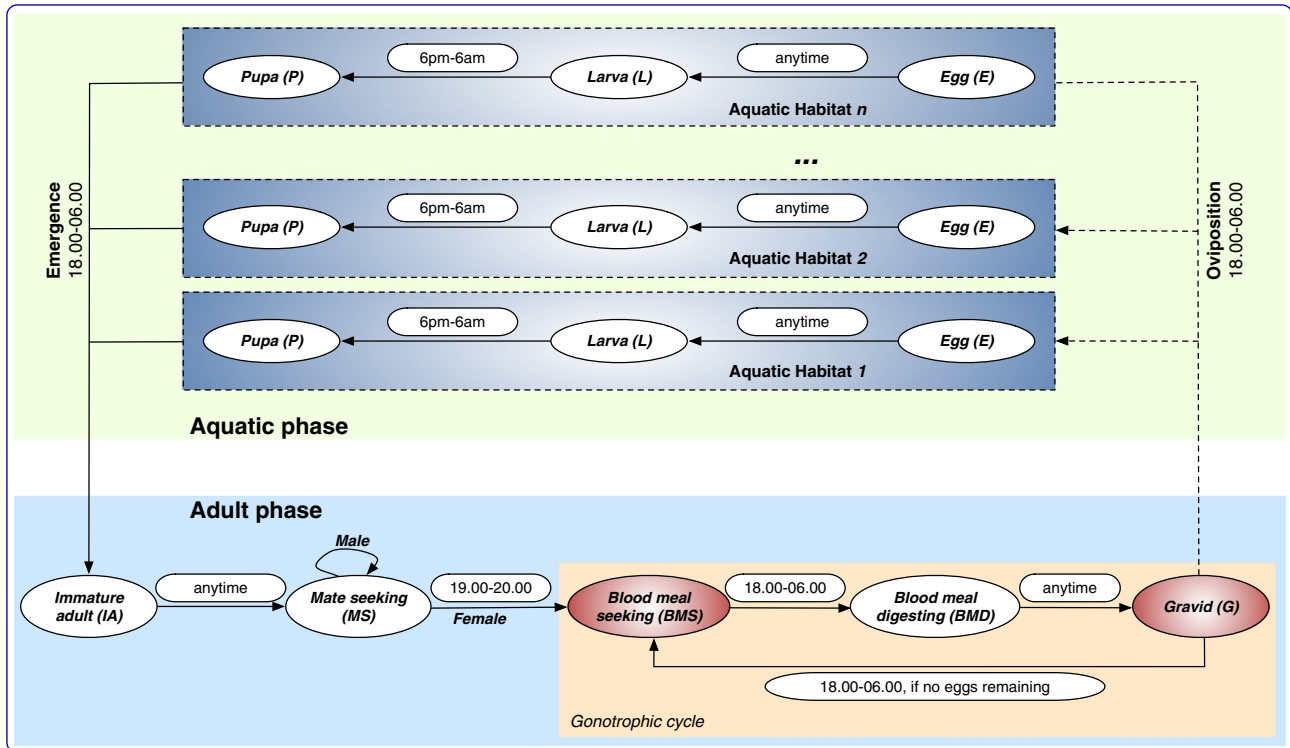 6pm-6am
anytime
Pupa (P)
Larva (L)
Egg (E)
Aquatic Habitat n
...
6pm-6am
anytime
Pupa (P)
Larva (L)
Egg (E)
Aquatic Habitat 2
Emergence
18.00-06.00
Oviposition
18.00-06.00
6pm-6am
anytime
Pupa (P)
Larva (L)
Egg (E)
Aquatic Habitat 1
Aquatic phase
Adult phase
Male
Immature
adult (IA)
anytime
Mate seeking
(MS)
19.00-20.00
Female
Blood meal
seeking (BMS)
18.00-06.00
Blood meal
digesting (BMD)
anytime
Gravid (G)
18.00-06.00, if no eggs remaining
Gonotrophic cycle